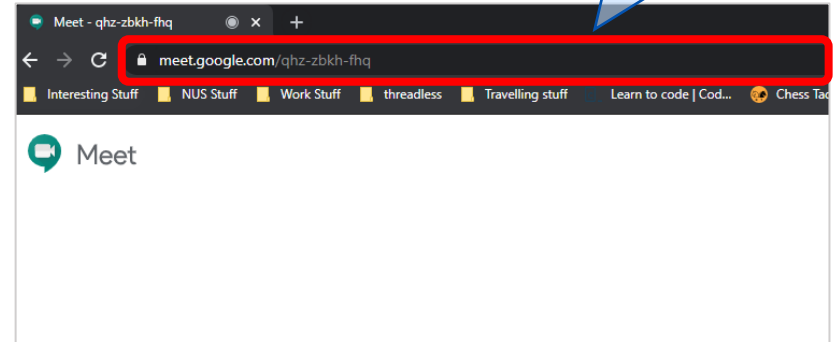 Meet - qhz-zbkh-fhq
meet.google.com/qhz-zbkh-fhq
Interesting Stuff NUS Stuff Work Stuff threadless Travelling stuff Learn to code | Cod... Chess Tac
Meet